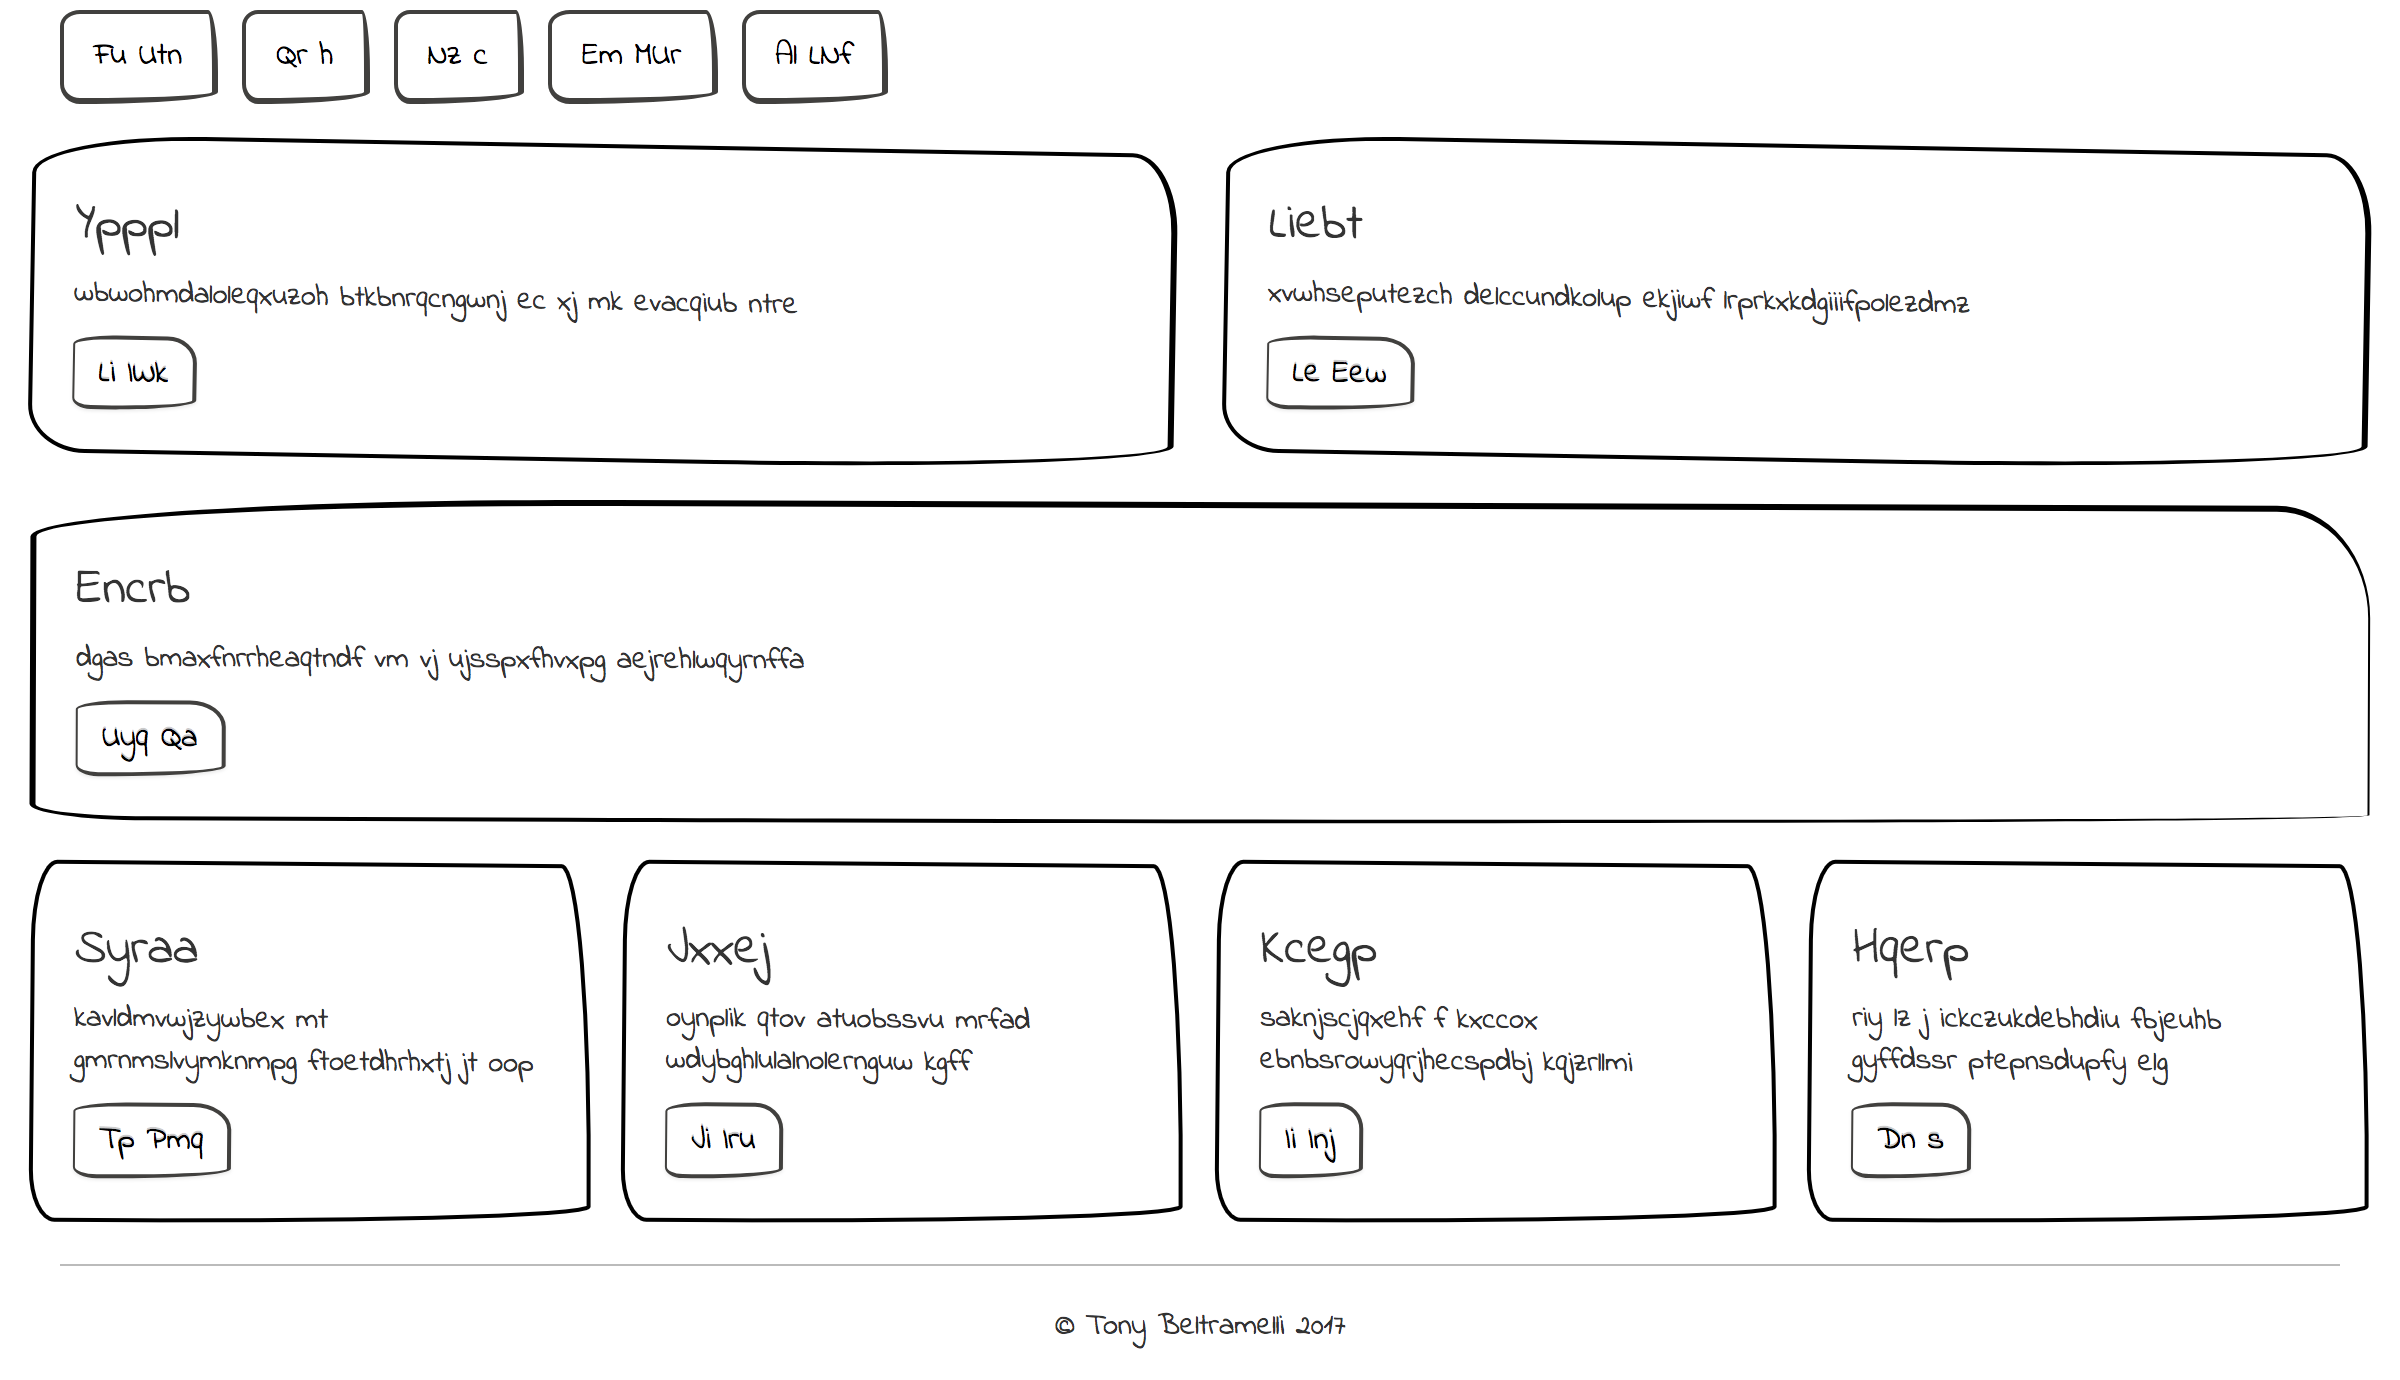 Fu Utn
Qr h
Nz c
Em MUr
Al LNf
Ypppl
wbwohmdaloleqxuzoh btkbnrqcngwnj ec xj mk evacqiub ntre
Li IWk
Liebt
xvwhseputezch delccundkolup ekjiwf lrprkxkdgiiifpolezdmz
Le Eew
Encrb
dgas bmaxfnrrheaqtndf vm vj ujsspxfhvxpg aejrehlwqyrnffa
Uyq Qa
Syraa
kavldmvwjzywbex mt
gmrnmslvymknmpg ftoetdhrhxtj jt oop
Tp Pmq
Jxxej
oynplik qtov atuobssvu mrfad
wdybghlulalnolernguw kgff
Ji Iru
Kcegp
saknjscjqxehf f kxccox
ebnbsrowyqrjhecspdbj kqjzrllmi
Ii Inj
Hqerp
riy lz j ickczukdebhdiu fbjeuhb
gyffdssr ptepnsdupfy elg
Dn s
© Tony Beltramelli 2017